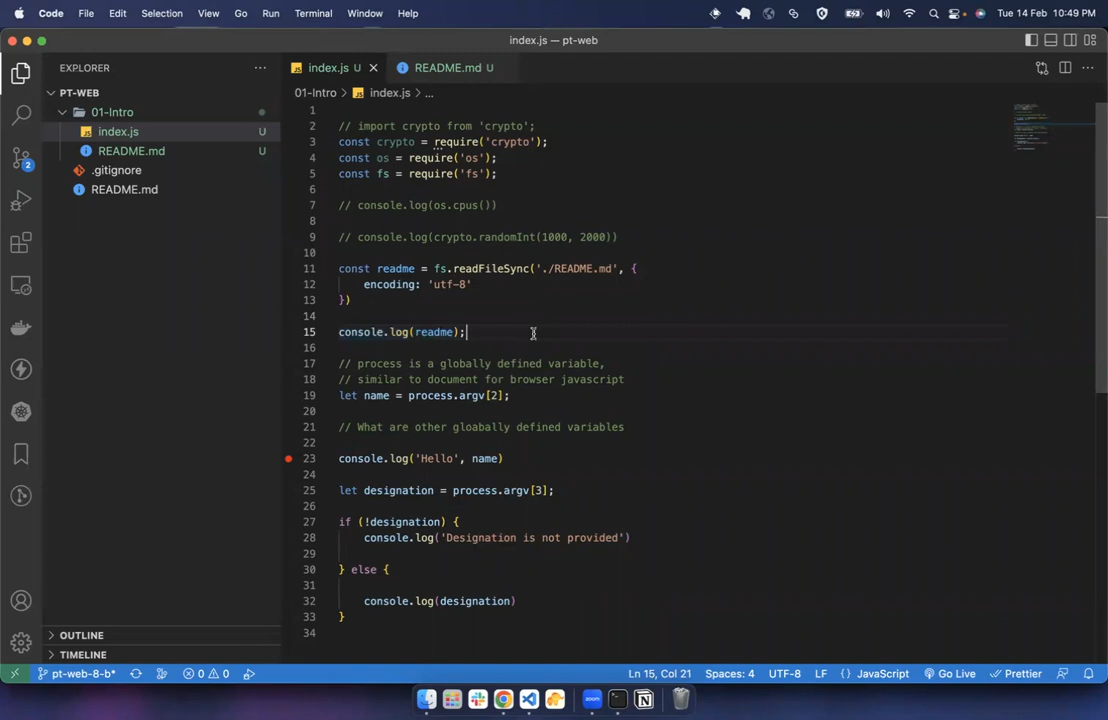 Code File Edit Selection View Go Run Terminal Window Help Tue 14 Feb 10:49 PM
index.js — pt-web
EXPLORER
index.js U
README.md U
PT-WEB
01-Intro > index.js > ...
01-Intro
index.js U
README.md U
.gitignore
README.md
2
1
2 // import crypto from 'crypto';
3 const crypto = require('crypto');
4 const os = require('os');
5 const fs = require('fs');
6
7 // console.log(os.cpus())
8
9 // console.log(crypto.randomInt(1000, 2000))
10
11 const readme = fs.readFileSync('./README.md', {
12 encoding: 'utf-8'
13 })
14
15 console.log(readme);
16
17 // process is a globally defined variable,
18 // similar to document for browser javascript
19 let name = process.argv[2];
20
21 // What are other gloabally defined variables
22
23 console.log('Hello', name)
24
25 let designation = process.argv[3];
26
27 if (!designation) {
28 console.log('Designation is not provided')
29
30 } else {
31
32 console.log(designation)
33 }
34
OUTLINE
TIMELINE
pt-web-8-b* 0 0 Ln 15, Col 21 Spaces: 4 UTF-8 LF {} JavaScript Go Live Prettier
zoom